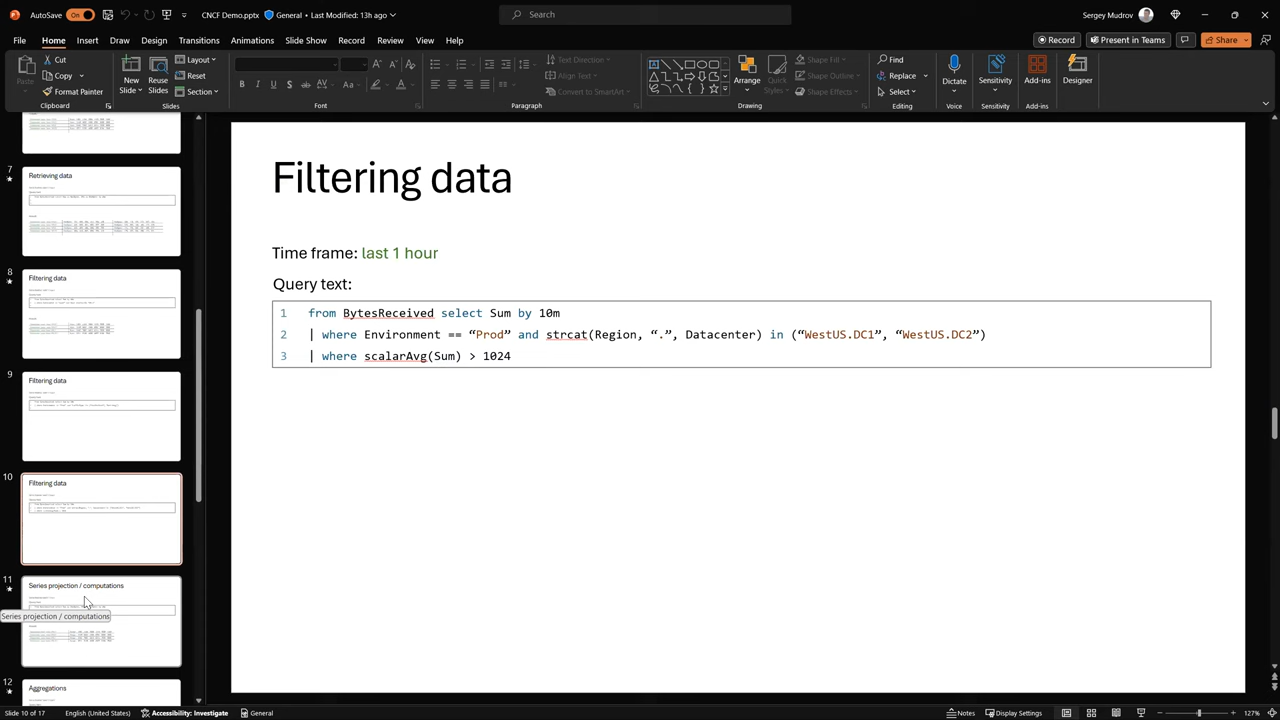 AutoSave On CNCF Demo.pptx General • Last Modified: 13h ago Search Sergey Mudrov
File Home Insert Draw Design Transitions Animations Slide Show Record Review View Help Record Present in Teams Share
Paste Cut Copy Format Painter Clipboard
New Slide Reuse Slides Layout Reset Section Slides
Font
Text Direction Align Text Convert to SmartArt Paragraph
Arrange Quick Styles Shape Fill Shape Outline Shape Effects Drawing
Find Replace Select Editing
Dictate Voice
Sensitivity Sensitivity
Add-ins Add-ins
Designer
7 Retrieving data
8 Filtering data
9 Filtering data
10 Filtering data
11 Series projection / computations
Series projection / computations
12 Aggregations
Filtering data
Time frame: last 1 hour
Query text:
1 from BytesReceived select Sum by 10m
2 | where Environment == “Prod” and strcat(Region, “.”, Datacenter) in (“WestUS.DC1”, “WestUS.DC2”)
3 | where scalarAvg(Sum) > 1024
Slide 10 of 17 English (United States) Accessibility: Investigate General Notes Display Settings 127%